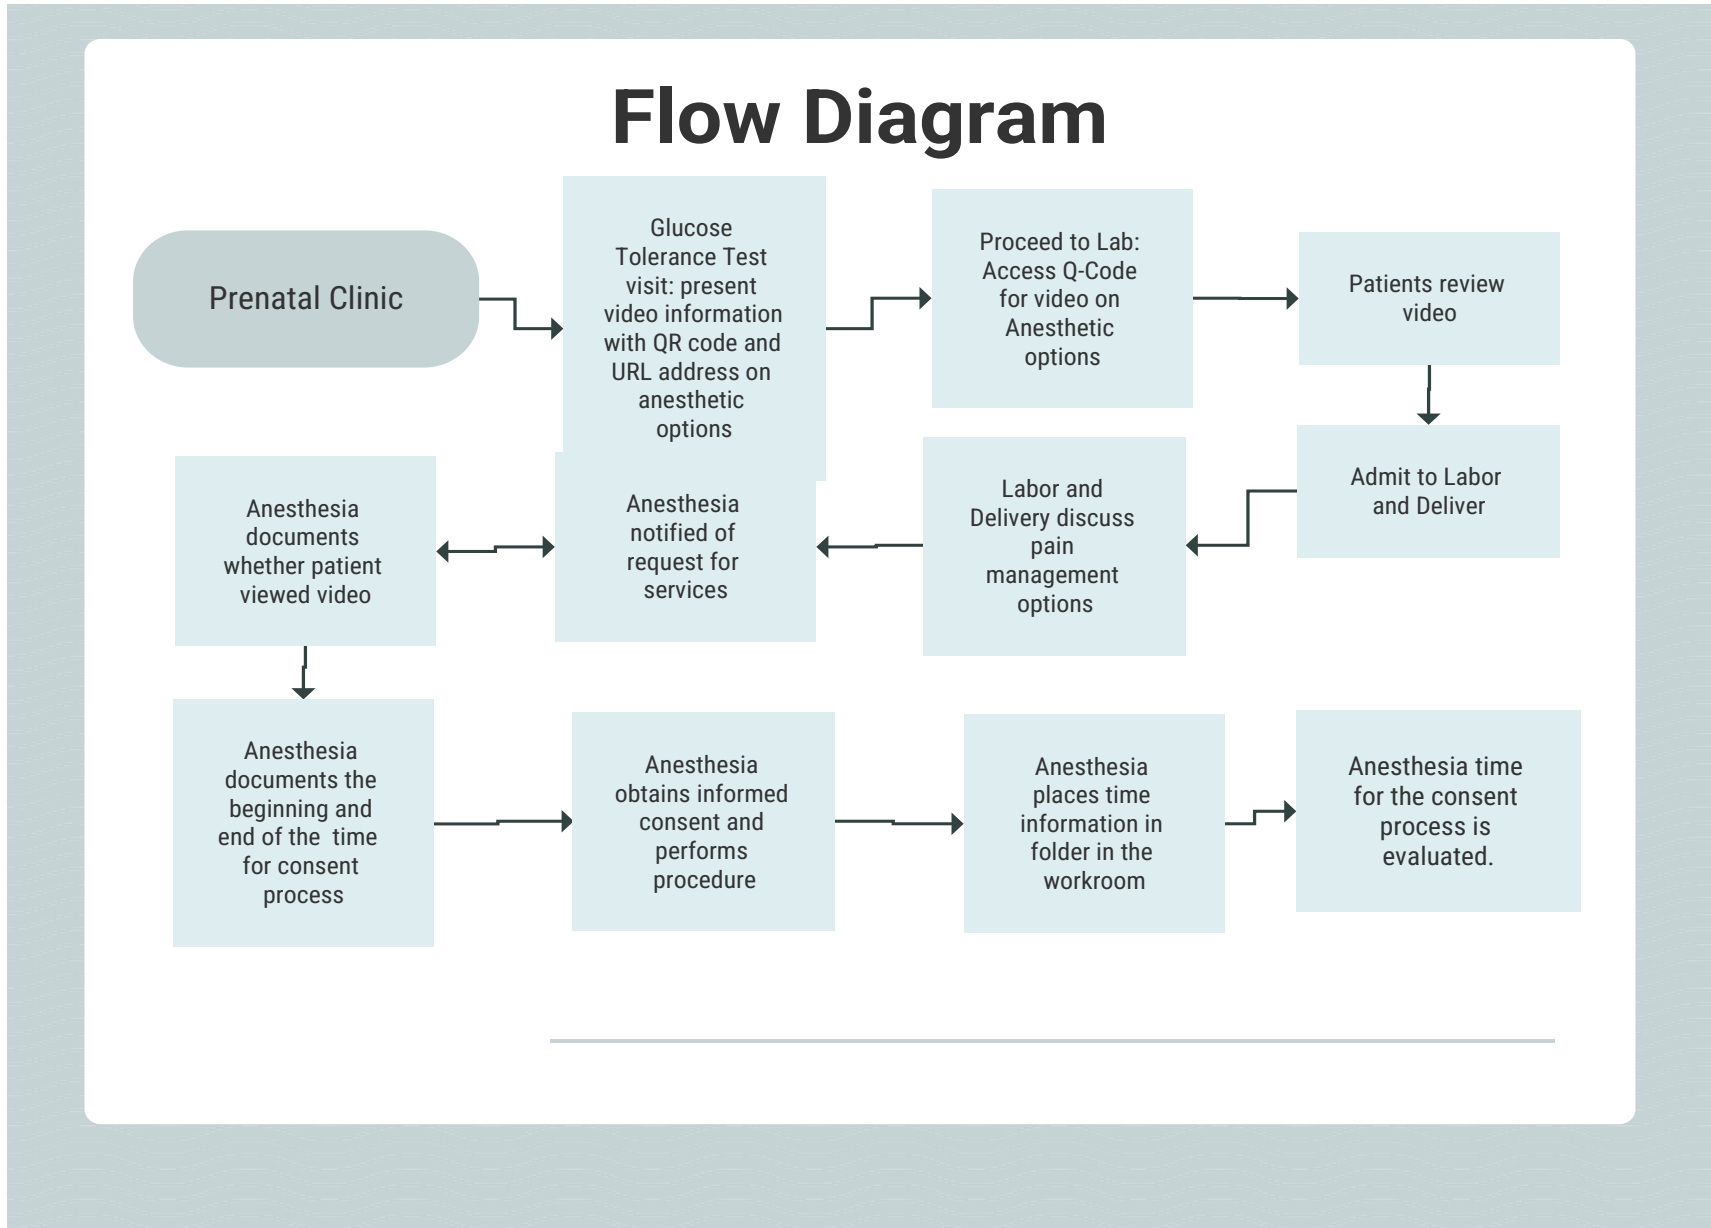 Flow Diagram
Prenatal Clinic
Glucose
Tolerance Test
visit: present
video information
with QR code and
URL address on
anesthetic
options
Proceed to Lab:
Access Q-Code
for video on
Anesthetic
options
Patients review
video
Admit to Labor
and Deliver
Labor and
Delivery discuss
pain
management
options
Anesthesia
notified of
request for
services
Anesthesia
documents
whether patient
viewed video
Anesthesia
documents the
beginning and
end of the  time
for consent
process
Anesthesia
obtains informed
consent and
performs
procedure
Anesthesia
places time
information in
folder in the
workroom
Anesthesia time
for the consent
process is
evaluated.